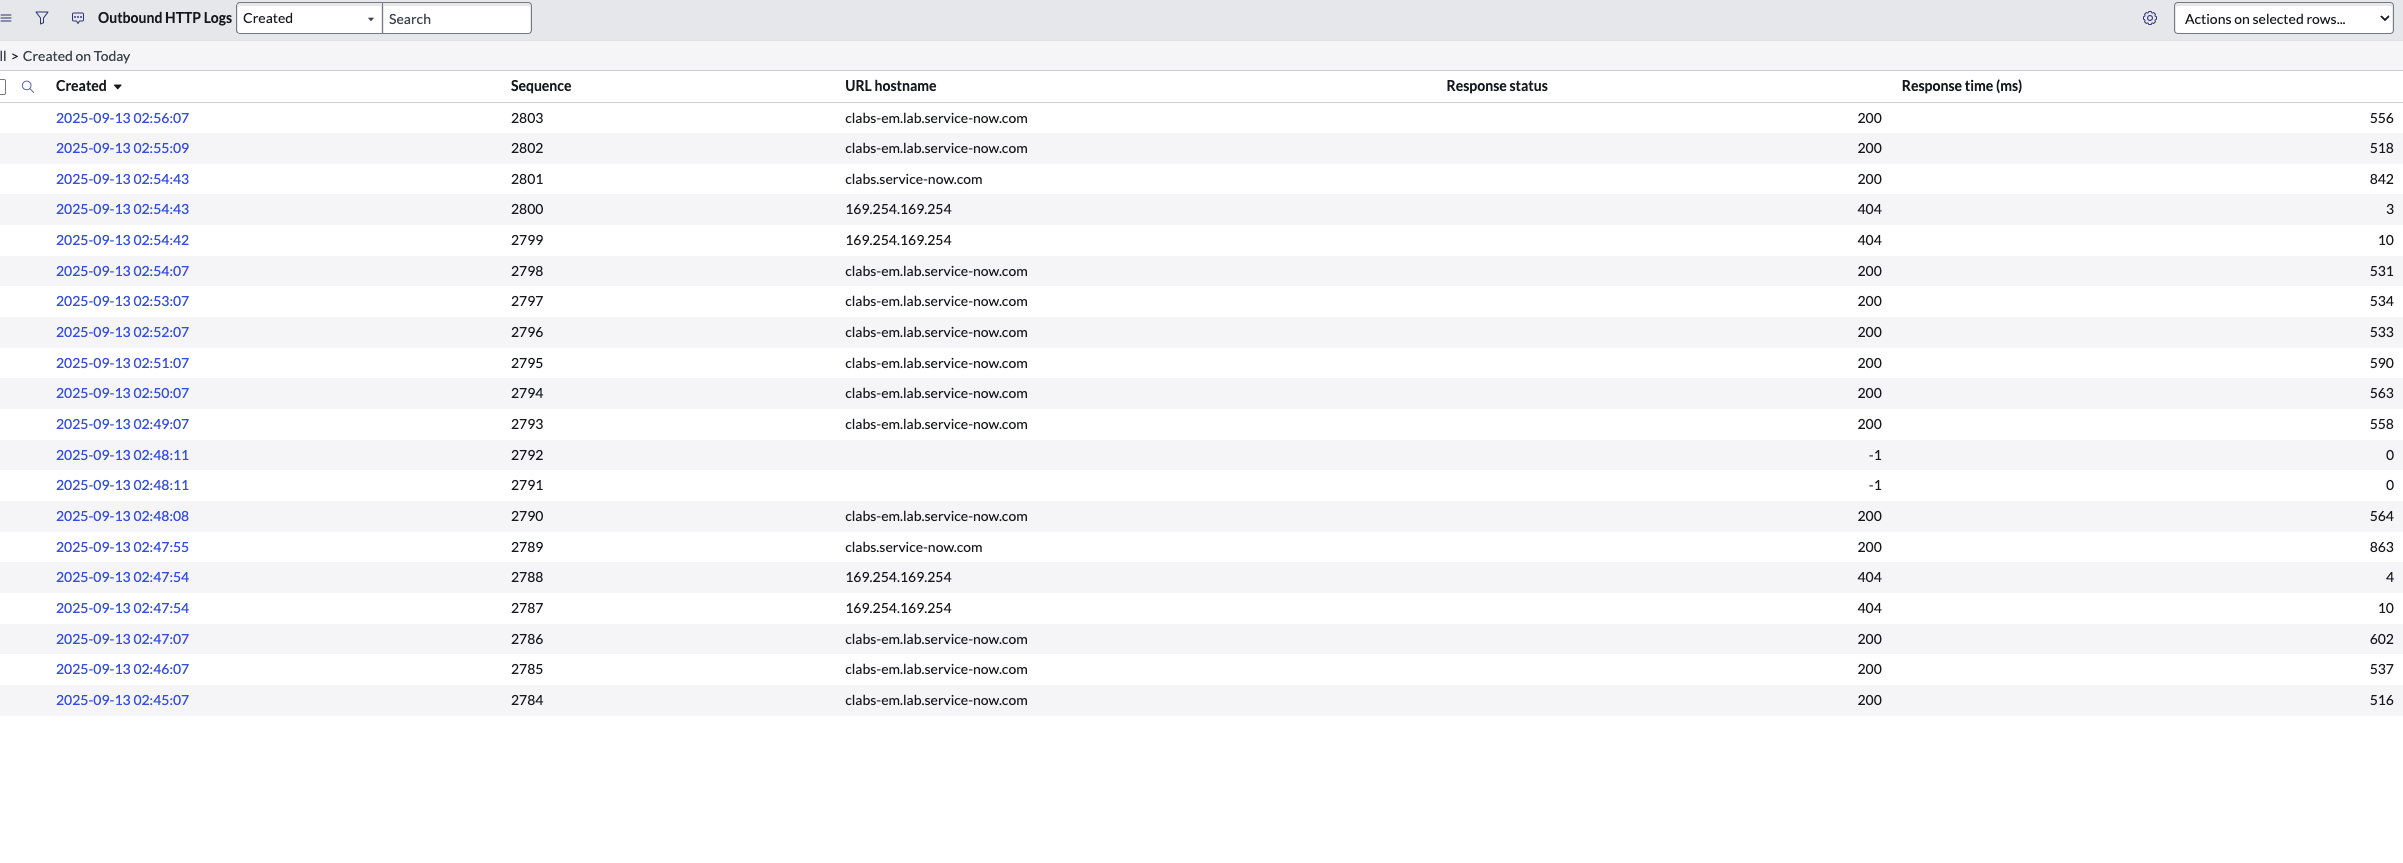 Outbound HTTP Logs Created Search Actions on selected rows...
ll > Created on Today
Created Sequence URL hostname Response status Response time (ms)
2025-09-13 02:56:07 2803 clabs-em.lab.service-now.com 200 556
2025-09-13 02:55:09 2802 clabs-em.lab.service-now.com 200 518
2025-09-13 02:54:43 2801 clabs.service-now.com 200 842
2025-09-13 02:54:43 2800 169.254.169.254 404 3
2025-09-13 02:54:42 2799 169.254.169.254 404 10
2025-09-13 02:54:07 2798 clabs-em.lab.service-now.com 200 531
2025-09-13 02:53:07 2797 clabs-em.lab.service-now.com 200 534
2025-09-13 02:52:07 2796 clabs-em.lab.service-now.com 200 533
2025-09-13 02:51:07 2795 clabs-em.lab.service-now.com 200 590
2025-09-13 02:50:07 2794 clabs-em.lab.service-now.com 200 563
2025-09-13 02:49:07 2793 clabs-em.lab.service-now.com 200 558
2025-09-13 02:48:11 2792 -1 0
2025-09-13 02:48:11 2791 -1 0
2025-09-13 02:48:08 2790 clabs-em.lab.service-now.com 200 564
2025-09-13 02:47:55 2789 clabs.service-now.com 200 863
2025-09-13 02:47:54 2788 169.254.169.254 404 4
2025-09-13 02:47:54 2787 169.254.169.254 404 10
2025-09-13 02:47:07 2786 clabs-em.lab.service-now.com 200 602
2025-09-13 02:46:07 2785 clabs-em.lab.service-now.com 200 537
2025-09-13 02:45:07 2784 clabs-em.lab.service-now.com 200 516